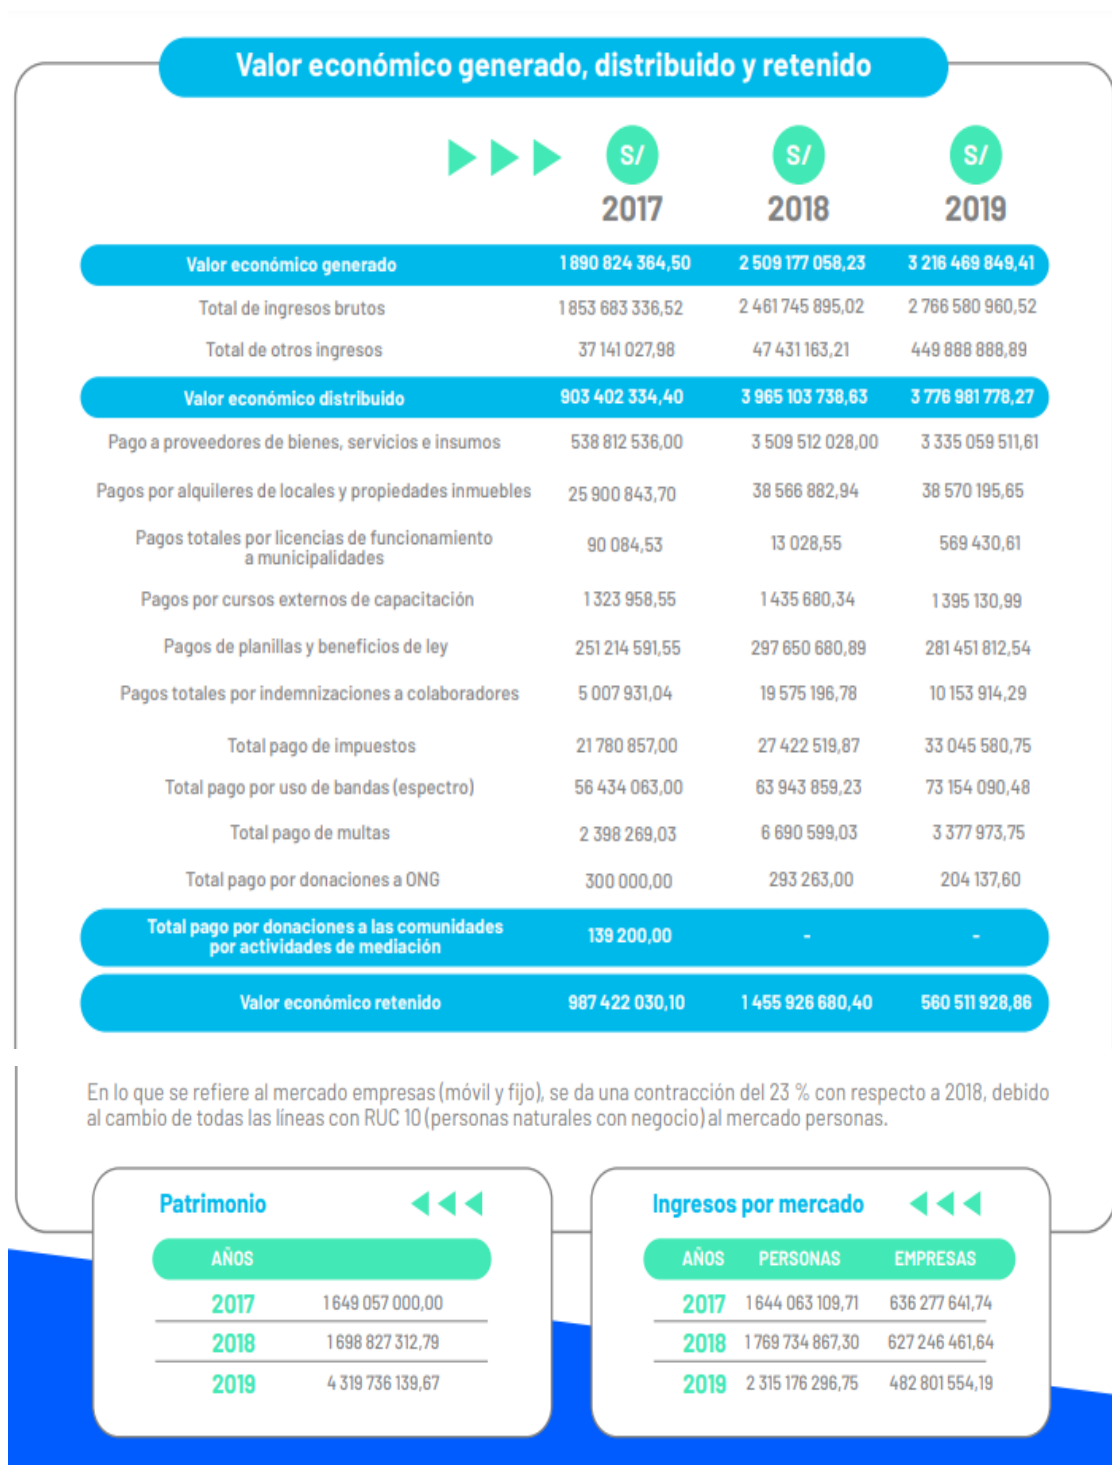 Valor económico generado, distribuido y retenido
S/ S/ S/
2017 2018 2019
Valor económico generado 1 890 824 364,50 2 509 177 058,23 3 216 469 849,41
Total de ingresos brutos 1 853 683 336,52 2 461 745 895,02 2 766 580 960,52
Total de otros ingresos 37 141 027,98 47 431 163,21 449 888 888,89
Valor económico distribuido 903 402 334,40 3 965 103 738,63 3 776 981 778,27
Pago a proveedores de bienes, servicios e insumos 538 812 536,00 3 509 512 028,00 3 335 059 511,61
Pagos por alquileres de locales y propiedades inmuebles 25 900 843,70 38 566 882,94 38 570 195,65
Pagos totales por licencias de funcionamiento
a municipalidades 90 084,53 13 028,55 569 430,61
Pagos por cursos externos de capacitación 1 323 958,55 1 435 680,34 1 395 130,99
Pagos de planillas y beneficios de ley 251 214 591,55 297 650 680,89 281 451 812,54
Pagos totales por indemnizaciones a colaboradores 5 007 931,04 19 575 196,78 10 153 914,29
Total pago de impuestos 21 780 857,00 27 422 519,87 33 045 580,75
Total pago por uso de bandas (espectro) 56 434 063,00 63 943 859,23 73 154 090,48
Total pago de multas 2 398 269,03 6 690 599,03 3 377 973,75
Total pago por donaciones a ONG 300 000,00 293 263,00 204 137,60
Total pago por donaciones a las comunidades
por actividades de mediación 139 200,00 - -
Valor económico retenido 987 422 030,10 1 455 926 680,40 560 511 928,86
En lo que se refiere al mercado empresas (móvil y fijo), se da una contracción del 23 % con respecto a 2018, debido
al cambio de todas las líneas con RUC 10 (personas naturales con negocio) al mercado personas.
Patrimonio
AÑOS
2017 1 649 057 000,00
2018 1 698 827 312,79
2019 4 319 736 139,67
Ingresos por mercado
AÑOS PERSONAS EMPRESAS
2017 1 644 063 109,71 636 277 641,74
2018 1 769 734 867,30 627 246 461,64
2019 2 315 176 296,75 482 801 554,19